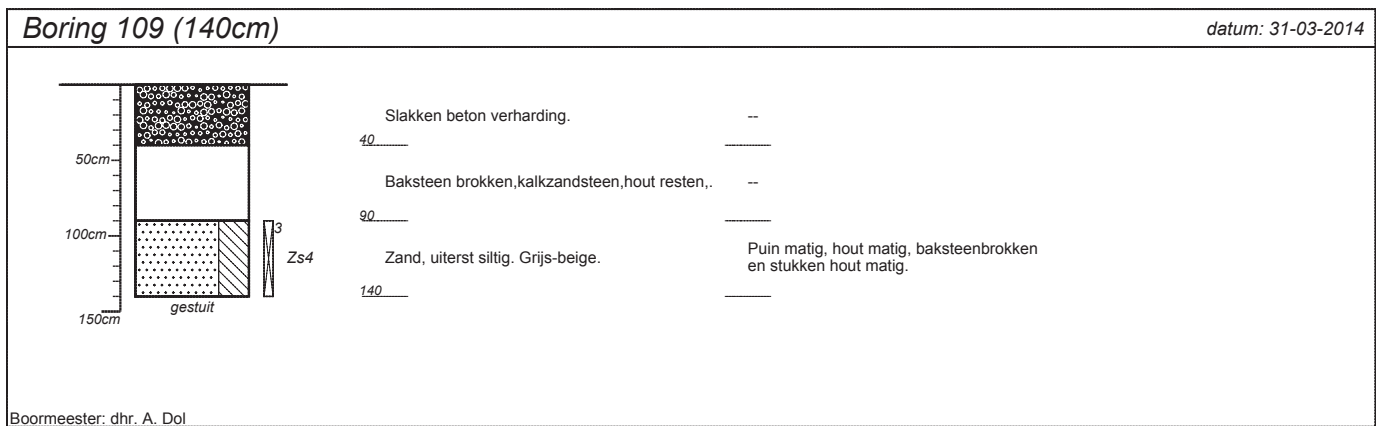 Boring 109 (140cm)
datum: 31-03-2014
Slakken beton verharding.
--
40
50cm
Baksteen brokken,kalkzandsteen,hout resten,.
--
90
100cm
3
Zs4
Zand, uiterst siltig. Grijs-beige.
Puin matig, hout matig, baksteenbrokken
en stukken hout matig.
140
gestuit
150cm
Boormeester: dhr. A. Dol